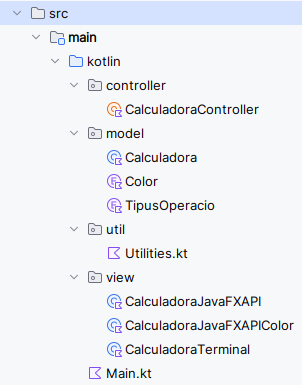 src
main
kotlin
controller
CalculadoraController
model
Calculadora
Color
TipusOperacio
util
Utilities.kt
view
CalculadoraJavaFXAPI
CalculadoraJavaFXAPIColor
CalculadoraTerminal
Main.kt